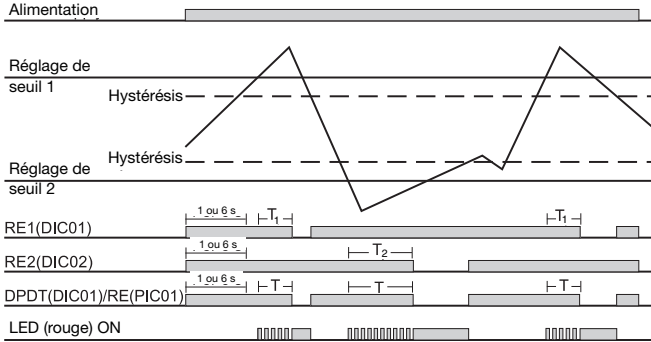 Alimentation
Réglage de
seuil 1
Hystérésis
Hystérésis
Réglage de
seuil 2
1 ou 6 s
T₁
T₁
RE1(DIC01)
1 ou 6 s
T₂
RE2(DIC02)
1 ou 6 s
T
T
T
DPDT(DIC01)/RE(PIC01)
LED (rouge) ON